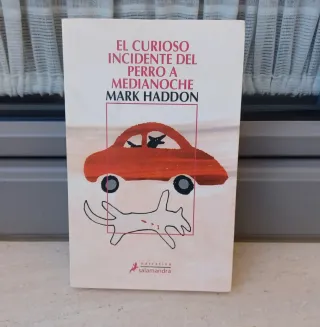 EL CURIOSO
INCIDENTE DEL
PERRO A
MEDIANOCHE
MARK HADDON
narrativa
salamandra